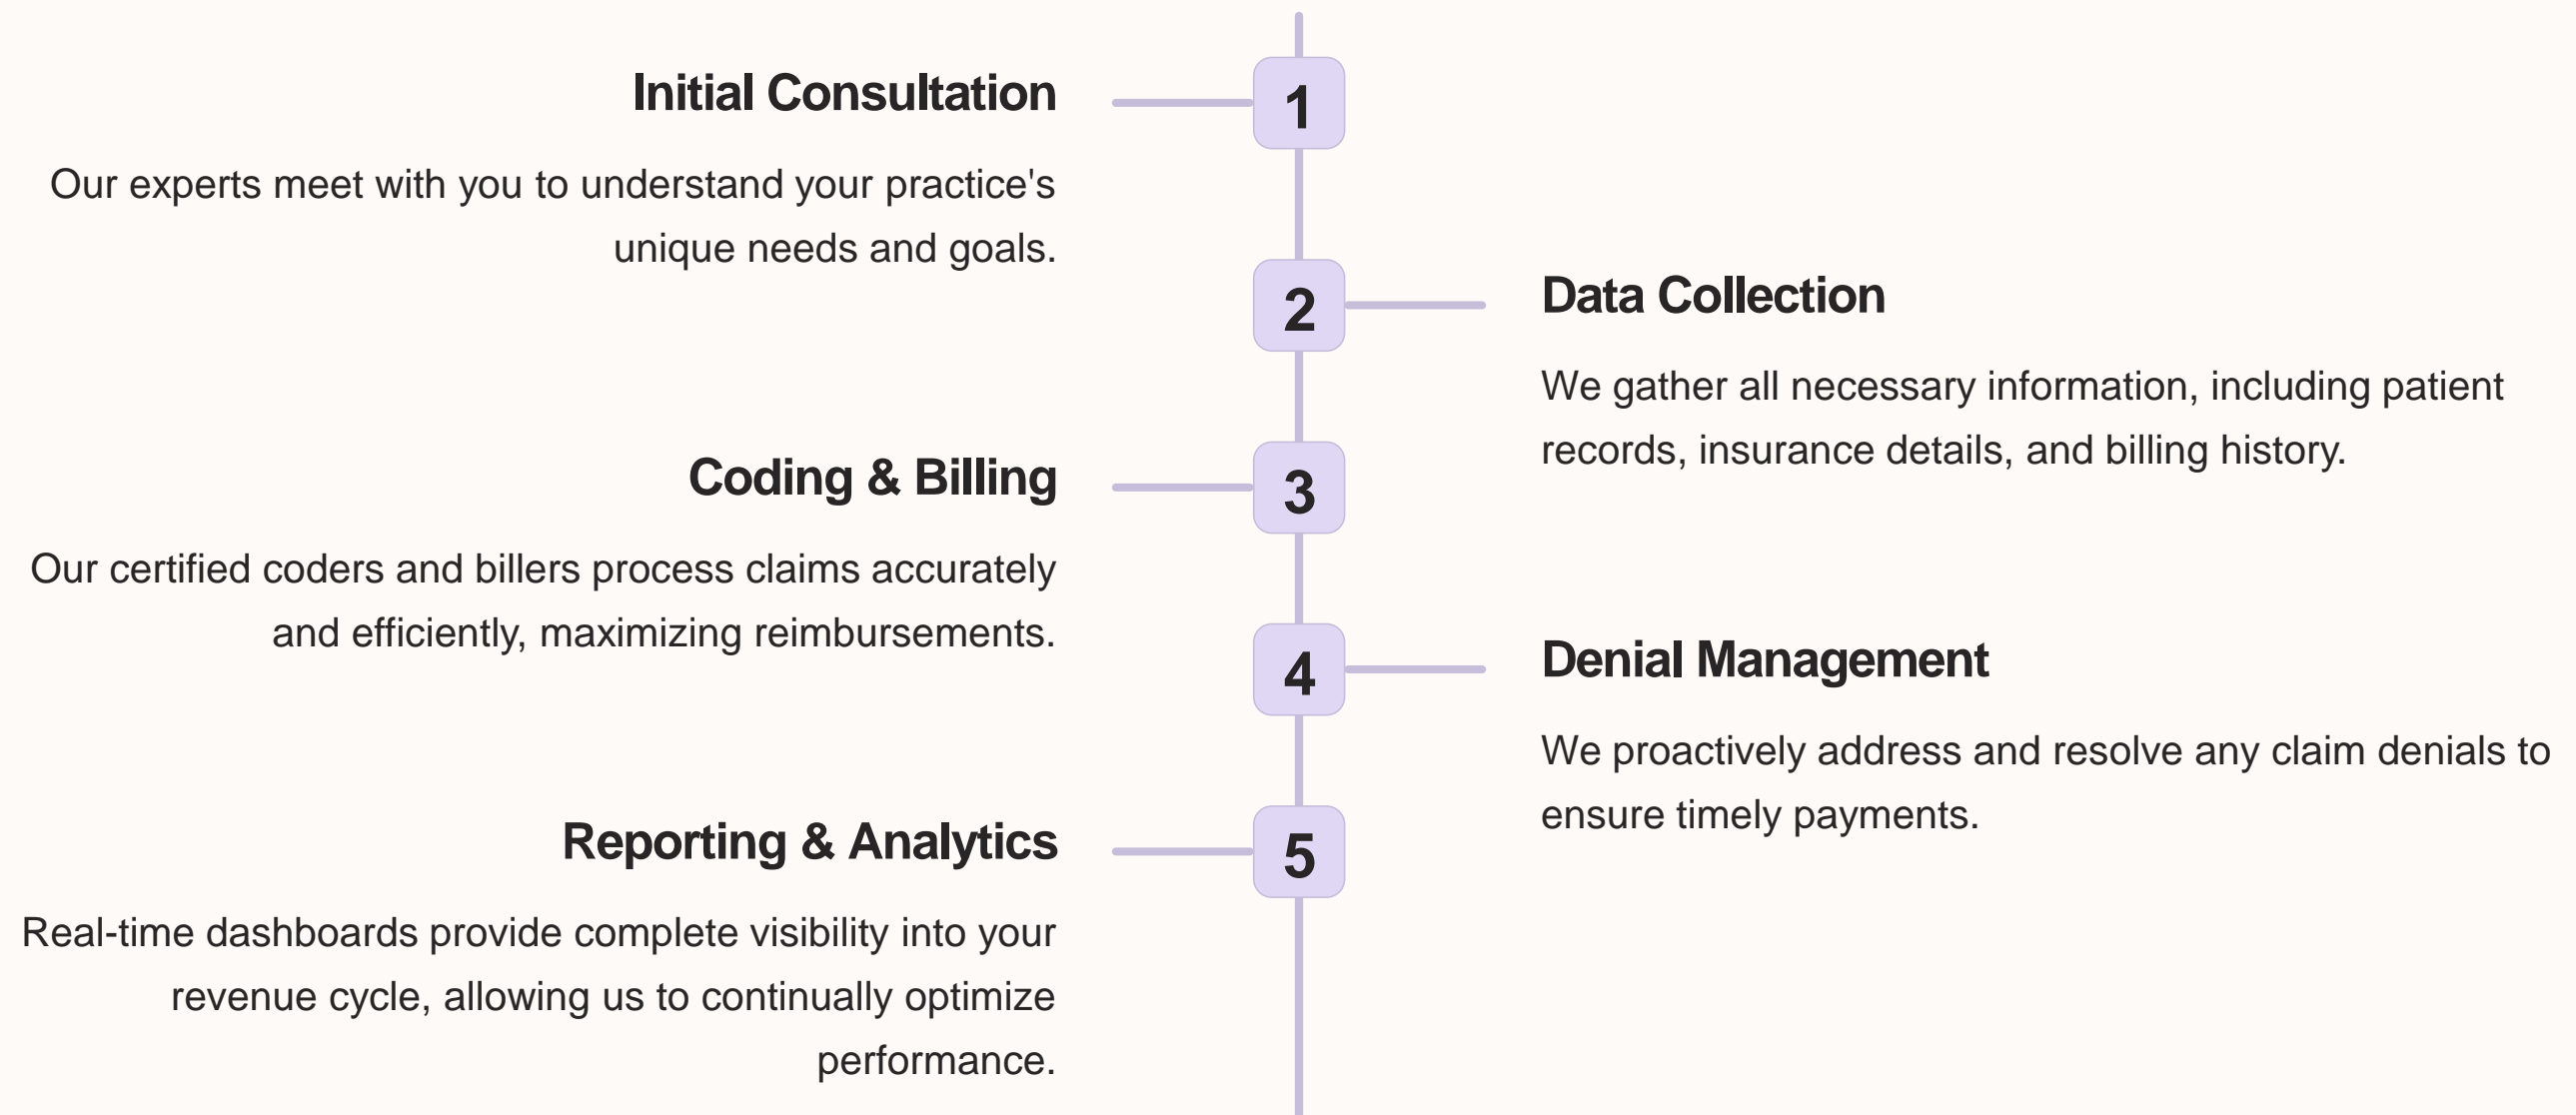 1
Initial Consultation
Our experts meet with you to understand your practice's
unique needs and goals.
2
Data Collection
We gather all necessary information, including patient
records, insurance details, and billing history.
3
Coding & Billing
Our certified coders and billers process claims accurately
and efficiently, maximizing reimbursements.
4
Denial Management
We proactively address and resolve any claim denials to
ensure timely payments.
5
Reporting & Analytics
Real-time dashboards provide complete visibility into your
revenue cycle, allowing us to continually optimize
performance.